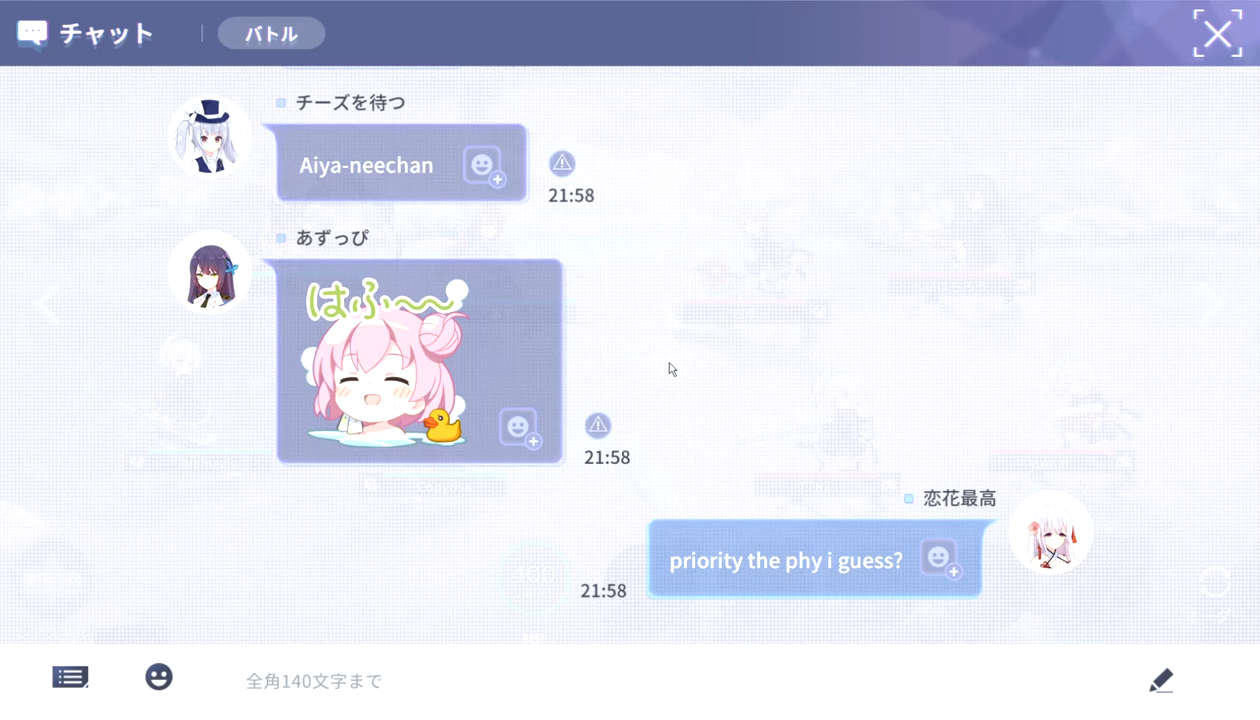 チャット
バトル
チーズを待つ
Aiya-neechan
21:58
あずっぴ
はふ～～
21:58
恋花最高
priority the phy i guess?
21:58
全角140文字まで